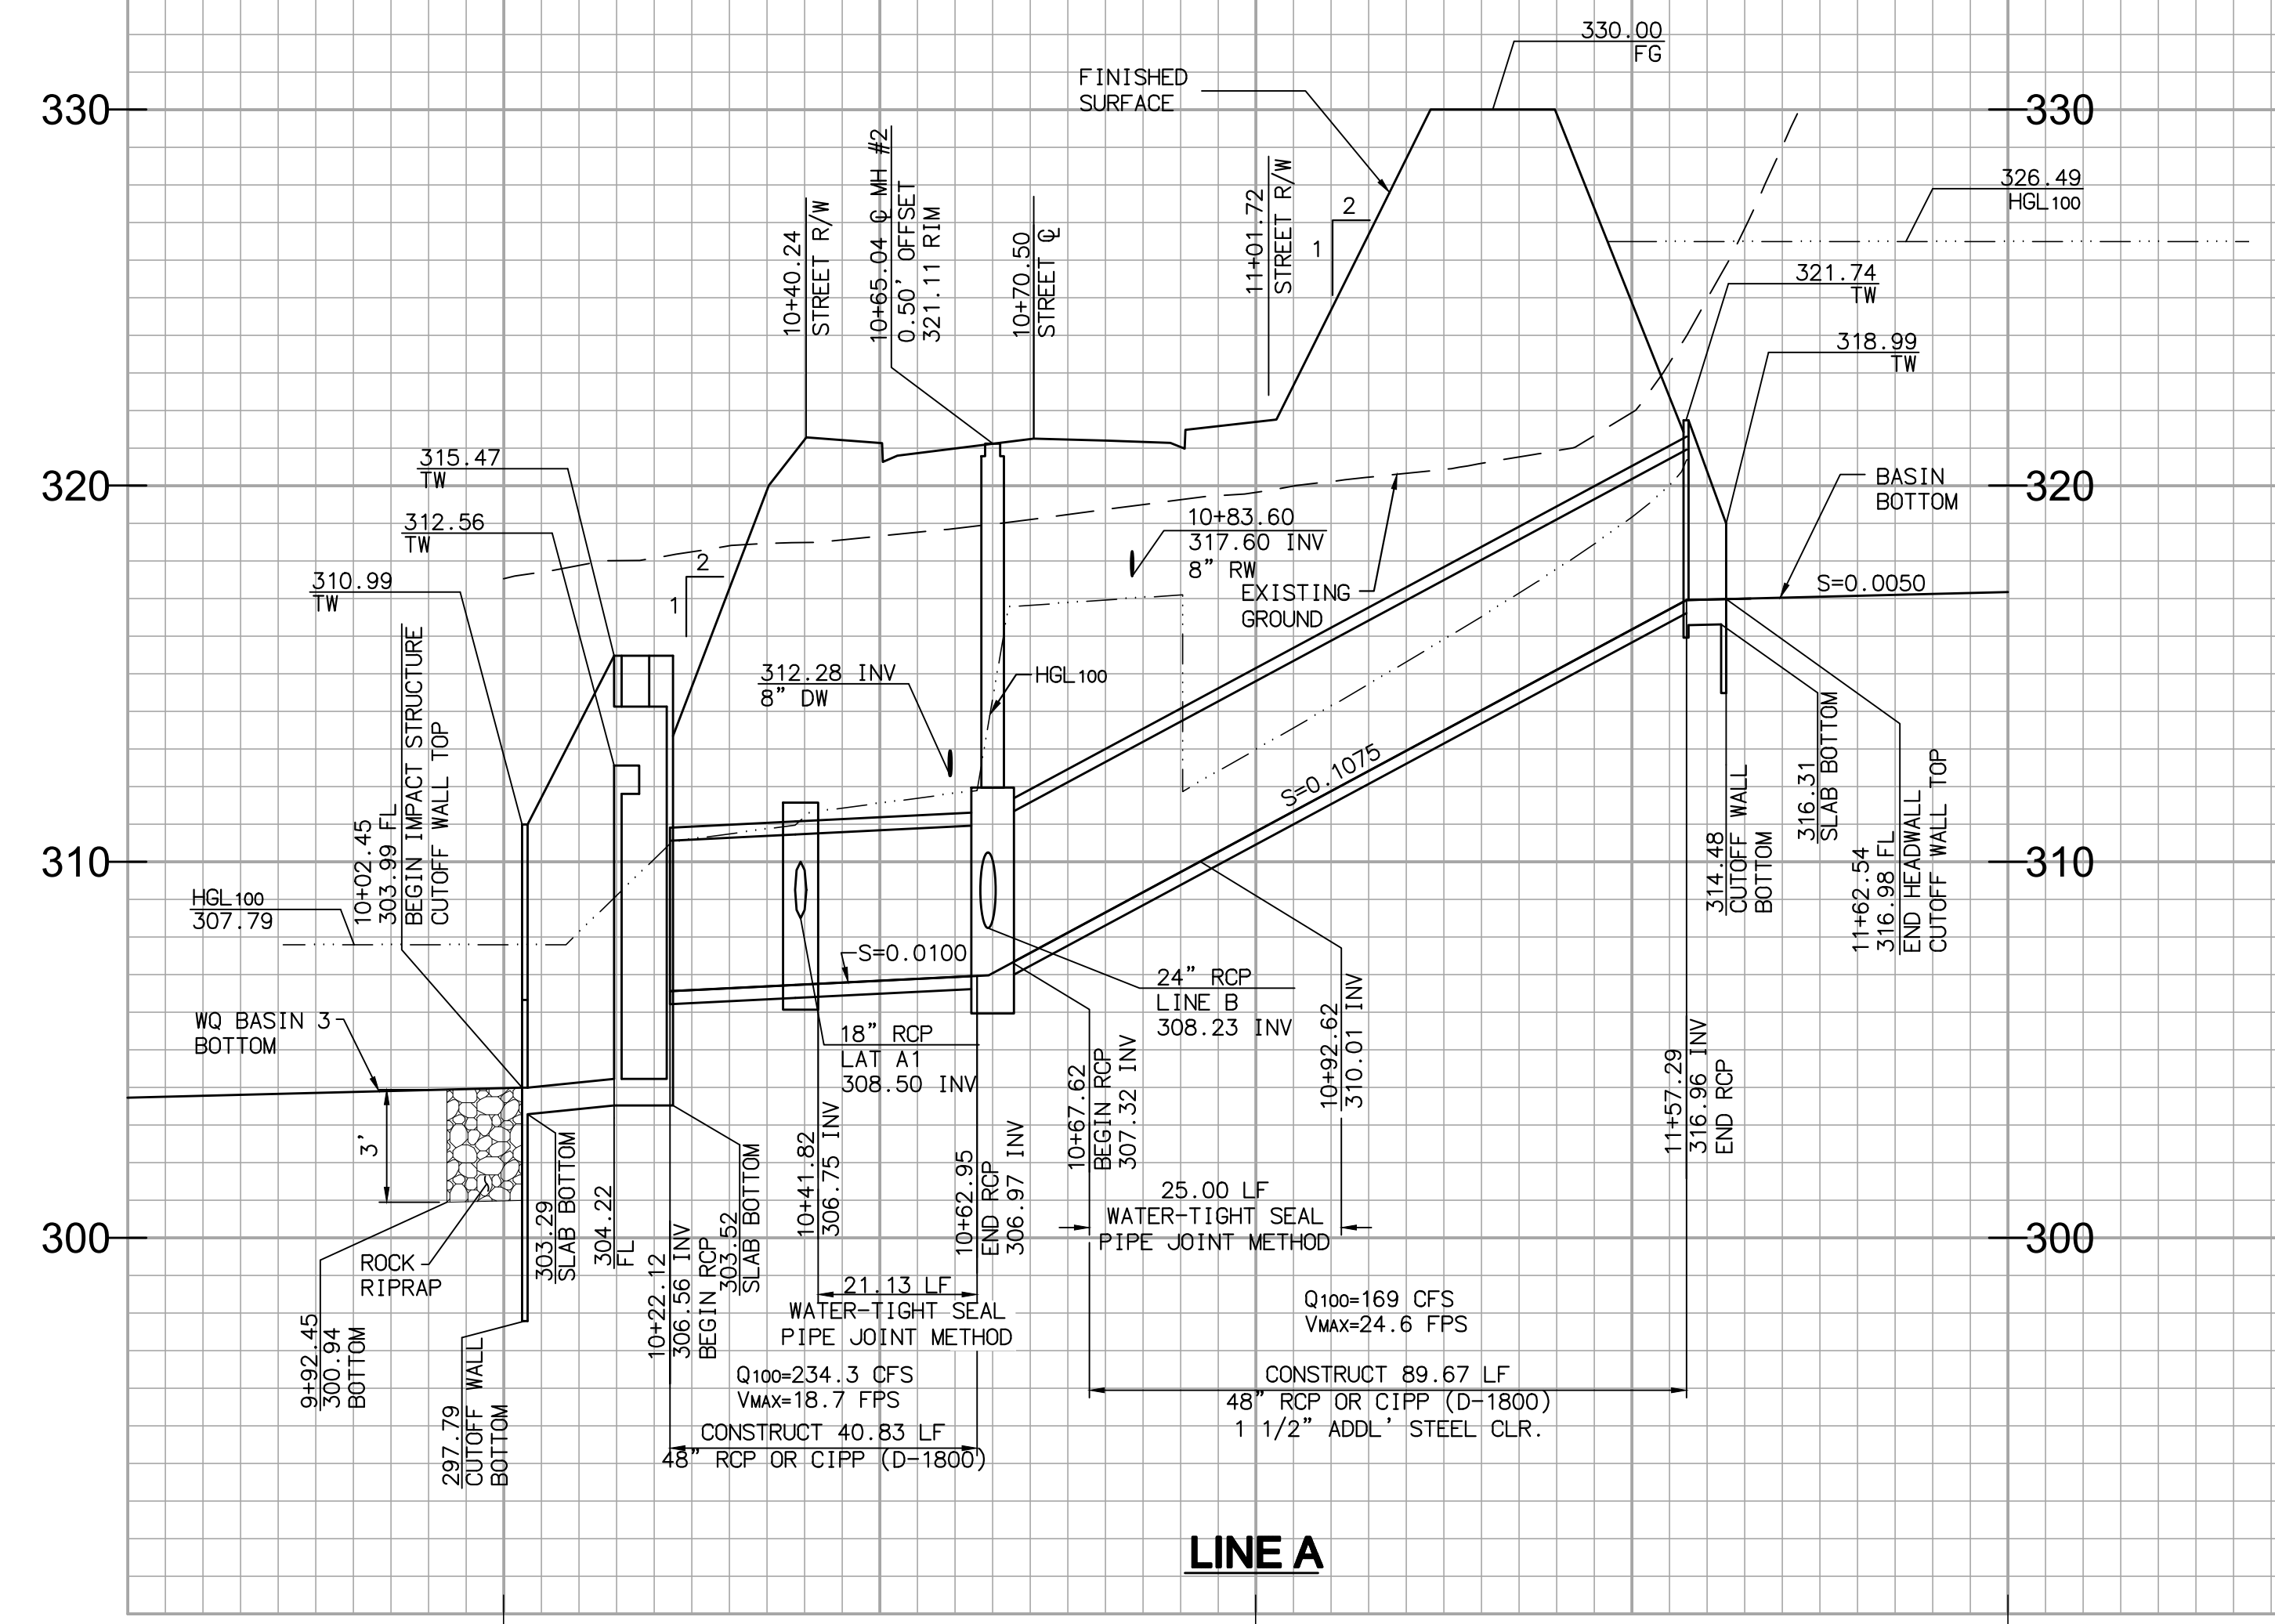 330.00
FG
FINISHED
SURFACE
330
330
10+65.04 ℄ MH #2
0.50' OFFSET
321.11 RIM
326.49
HGL100
10+40.24
STREET R/W
10+70.50
STREET ℄
11+01.72
STREET R/W
2
1
321.74
TW
318.99
TW
315.47
TW
320
320
BASIN
BOTTOM
312.56
TW
10+83.60
317.60 INV
8" RW
2
1
310.99
TW
EXISTING
GROUND
S=0.0050
312.28 INV
8" DW
HGL100
10+02.45
303.99 FL
BEGIN IMPACT STRUCTURE
CUTOFF WALL TOP
S=0.1075
316.31
SLAB BOTTOM
314.48
CUTOFF WALL
BOTTOM
11+62.54
316.98 FL
END HEADWALL
CUTOFF WALL TOP
310
310
HGL100
307.79
S=0.0100
24" RCP
LINE B
308.23 INV
WQ BASIN 3
BOTTOM
18" RCP
LAT A1
308.50 INV
10+92.62
310.01 INV
10+67.62
BEGIN RCP
307.32 INV
11+57.29
316.96 INV
END RCP
3'
10+41.82
306.75 INV
10+62.95
END RCP
306.97 INV
25.00 LF
WATER-TIGHT SEAL
PIPE JOINT METHOD
303.29
SLAB BOTTOM
304.22
FL
10+22.12
306.56 INV
BEGIN RCP
303.52
SLAB BOTTOM
300
300
ROCK
RIPRAP
21.13 LF
WATER-TIGHT SEAL
PIPE JOINT METHOD
Q100=169 CFS
VMAX=24.6 FPS
9+92.45
300.94
BOTTOM
297.79
CUTOFF WALL
BOTTOM
Q100=234.3 CFS
VMAX=18.7 FPS
CONSTRUCT 89.67 LF
48" RCP OR CIPP (D-1800)
1 1/2" ADDL' STEEL CLR.
CONSTRUCT 40.83 LF
48" RCP OR CIPP (D-1800)
LINE A